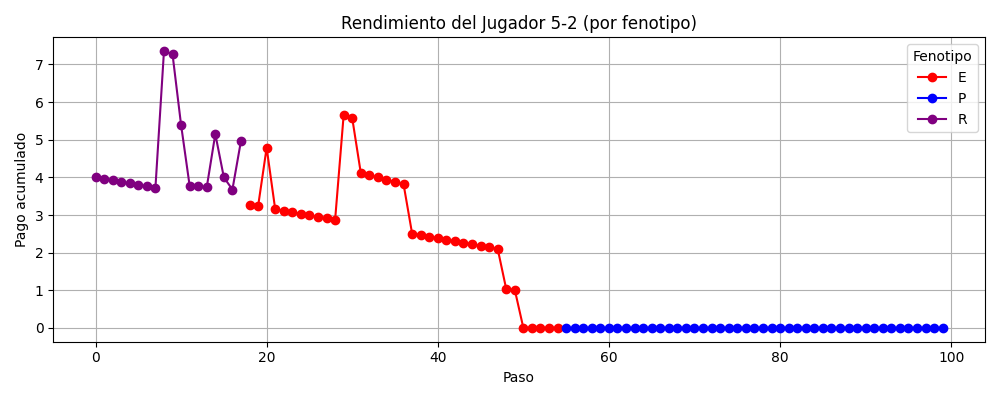 Rendimiento del Jugador 5-2 (por fenotipo)
Pago acumulado
7
6
5
4
3
2
1
0
Fenotipo
E
P
R
0 20 40 60 80 100
Paso